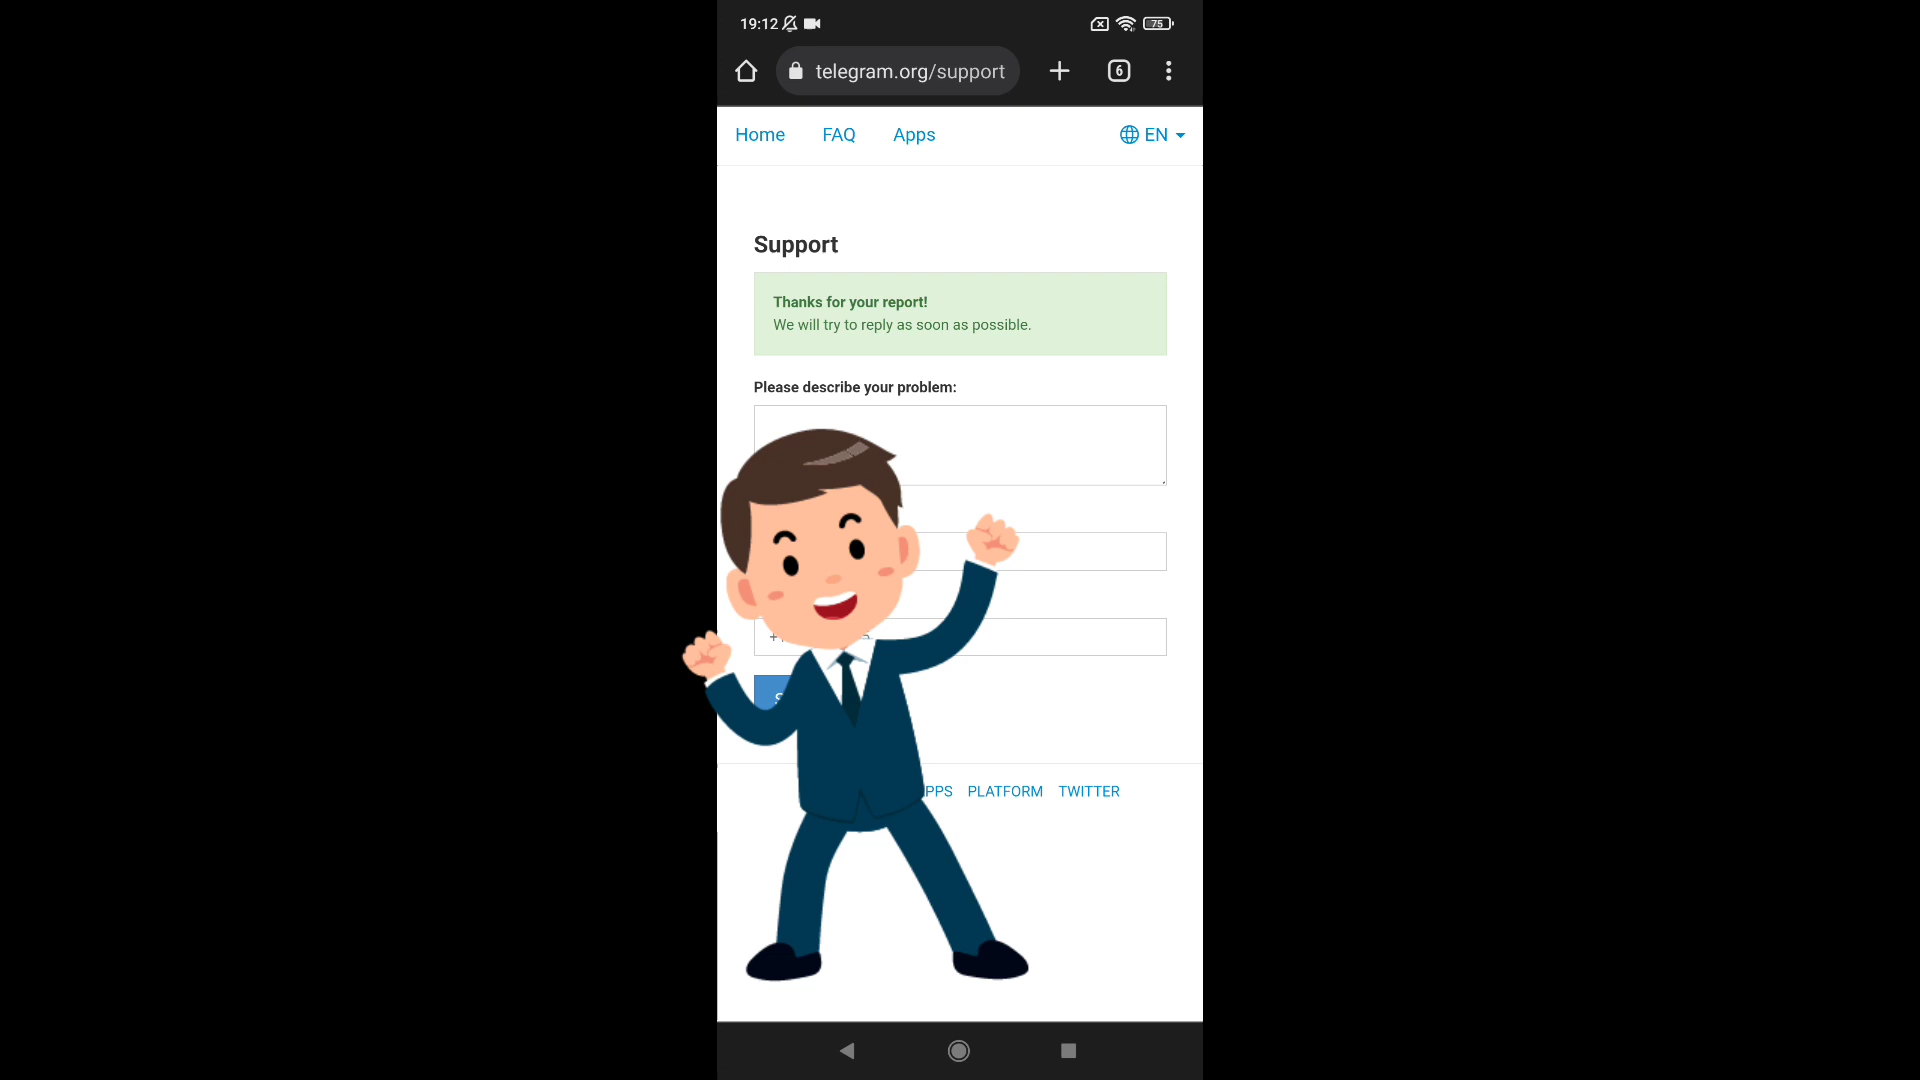 19:12
75
telegram.org/support
6
Home FAQ Apps EN
Support
Thanks for your report!
We will try to reply as soon as possible.
Please describe your problem:
PLATFORM TWITTER